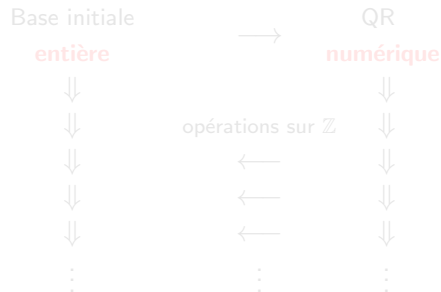 Base initiale → QR
entière numérique
⇓ ⇓
⇓ opérations sur ℤ ⇓
⇓ ← ⇓
⇓ ← ⇓
⇓ ← ⇓
⋮ ⋮ ⋮